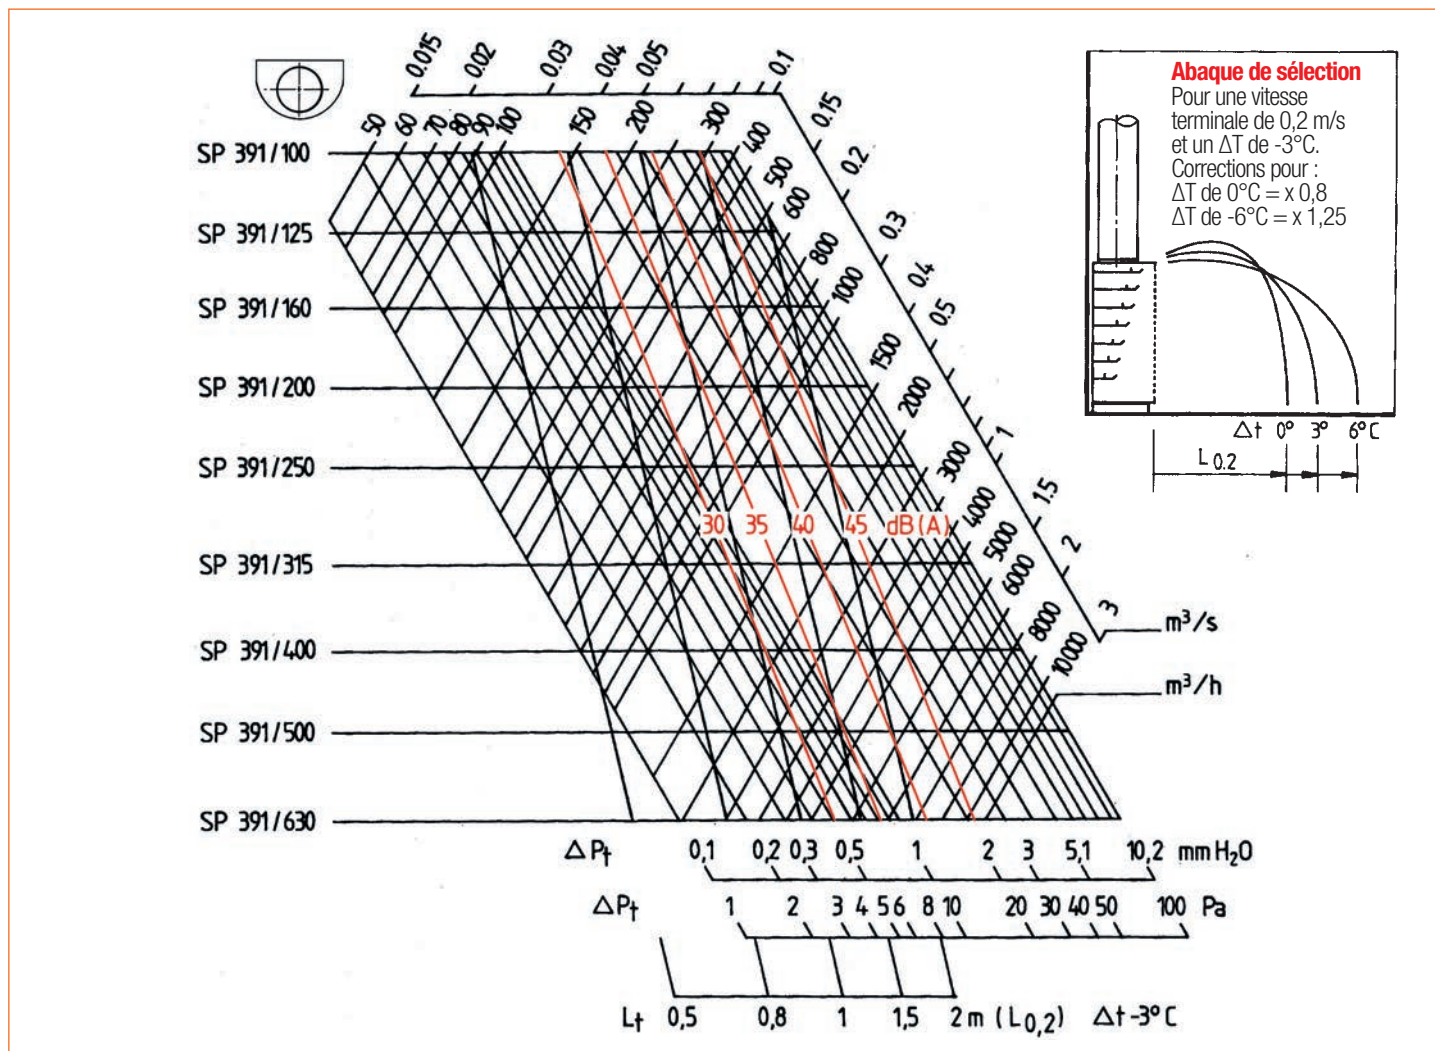 0.015 0.02 0.03 0.04 0.05 0.1
0.15
0.2
0.3
0.4
0.5
1
1.5
2
3
m³/s
50 60 70 80 90 100 150 200 300 400
500
600
800
1000
1500
2000
3000
4000
5000
6000
8000
10000
m³/h
SP 391/100
SP 391/125
SP 391/160
SP 391/200
SP 391/250
SP 391/315
SP 391/400
SP 391/500
SP 391/630
30 35 40 45 dB(A)
ΔPt 0,1 0,2 0,3 0,5 1 2 3 5,1 10,2 mmH₂O
ΔPt 1 2 3 4 5 6 8 10 20 30 40 50 100 Pa
Lt 0,5 0,8 1 1,5 2m (L0,2) Δt-3°C
Abaque de sélection
Pour une vitesse
terminale de 0,2 m/s
et un ΔT de -3°C.
Corrections pour :
ΔT de 0°C = x 0,8
ΔT de -6°C = x 1,25
Δt 0° 3° 6°C
L 0.2